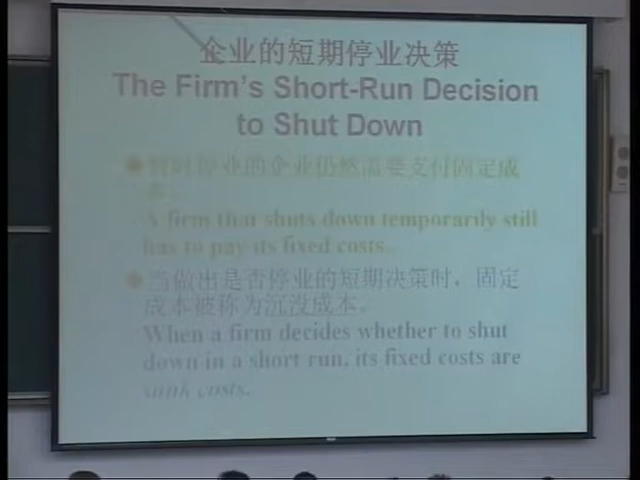 企业的短期停业决策
The Firm's Short-Run Decision
to Shut Down
暂时停业的企业仍然需要支付固定成
本。
A firm that shuts down temporarily still
has to pay its fixed costs.
当做出是否停业的短期决策时，固定
成本被称为沉没成本。
When a firm decides whether to shut
down in a short run, its fixed costs are
sunk costs.